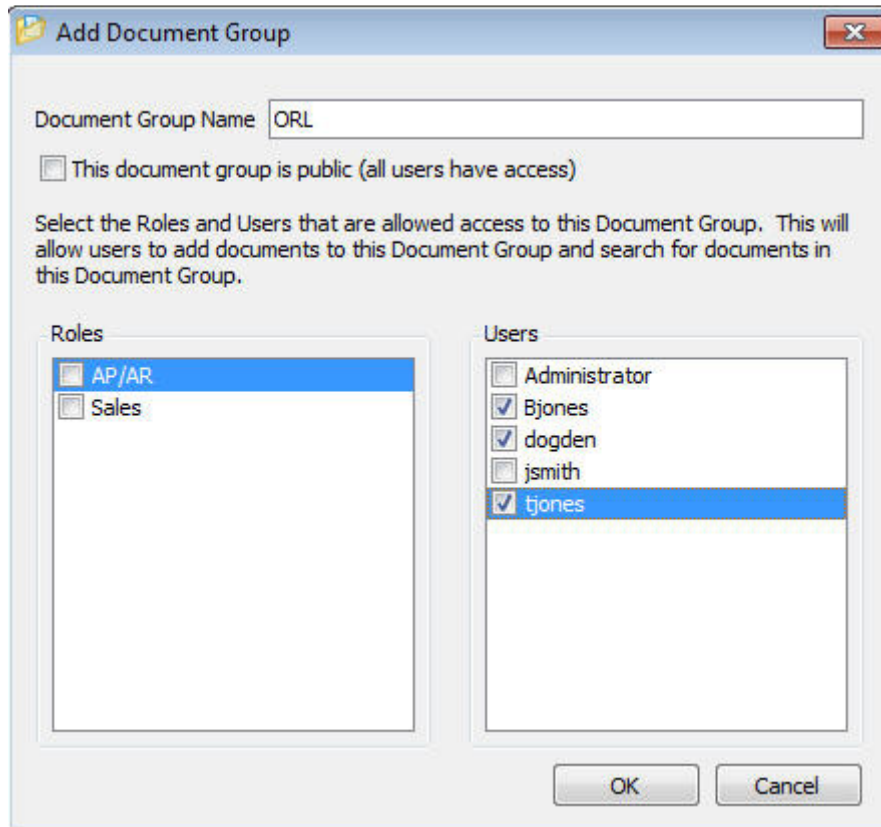 Add Document Group
Document Group Name ORL
This document group is public (all users have access)
Select the Roles and Users that are allowed access to this Document Group.  This will
allow users to add documents to this Document Group and search for documents in
this Document Group.
Roles
AP/AR
Sales
Users
Administrator
Bjones
dogden
jsmith
tjones
OK
Cancel